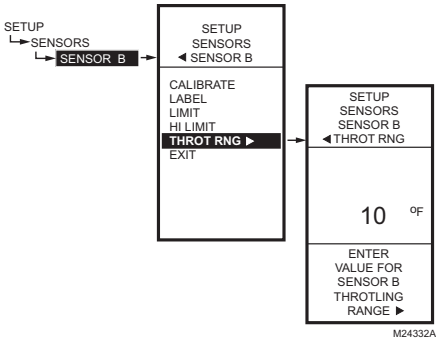 SETUP
SENSORS
SENSOR B
SETUP
SENSORS
◀ SENSOR B
CALIBRATE
LABEL
LIMIT
HI LIMIT
THROT RNG ▶
EXIT
SETUP
SENSORS
SENSOR B
◀ THROT RNG
10 °F
ENTER
VALUE FOR
SENSOR B
THROTLING
RANGE ▶
M24332A